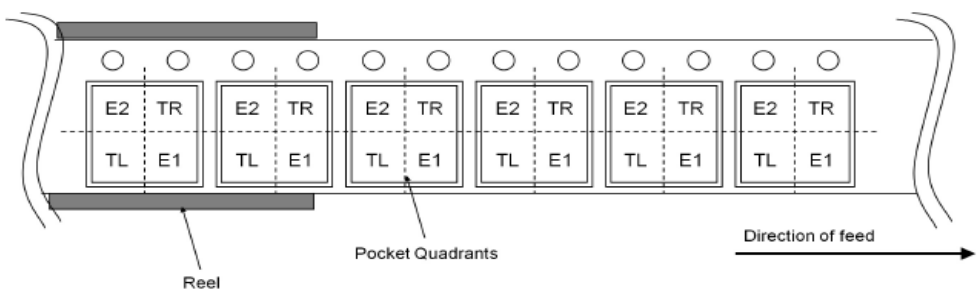 E2 TR E2 TR E2 TR E2 TR E2 TR E2 TR
TL E1 TL E1 TL E1 TL E1 TL E1 TL E1
Direction of feed
Pocket Quadrants
Reel